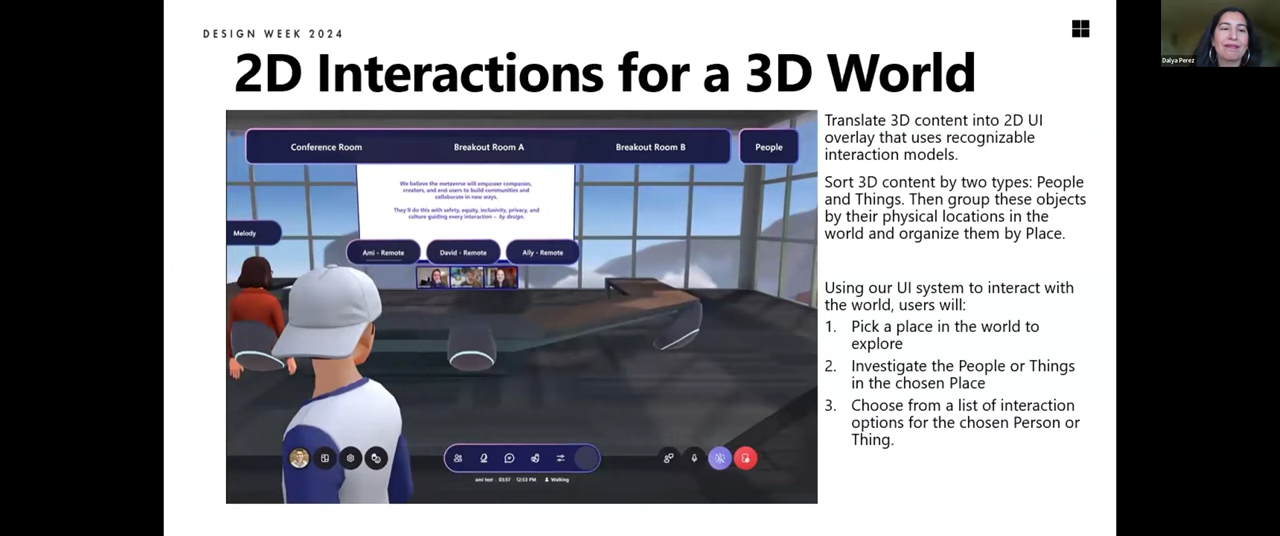 DESIGN WEEK 2024
Dalya Perez
2D Interactions for a 3D World
Conference Room
Breakout Room A
Breakout Room B
People
We believe the metaverse will empower companies,
creators, and end users to build communities and
collaborate in new ways.
They'll do this with safety, equity, inclusivity, privacy, and
culture guiding every interaction – by design.
Melody
Ami - Remote
David - Remote
Ally - Remote
ami test 03:57 12:53 PM Walking
Translate 3D content into 2D UI
overlay that uses recognizable
interaction models.
Sort 3D content by two types: People
and Things. Then group these objects
by their physical locations in the
world and organize them by Place.
Using our UI system to interact with
the world, users will:
1. Pick a place in the world to
explore
2. Investigate the People or Things
in the chosen Place
3. Choose from a list of interaction
options for the chosen Person or
Thing.